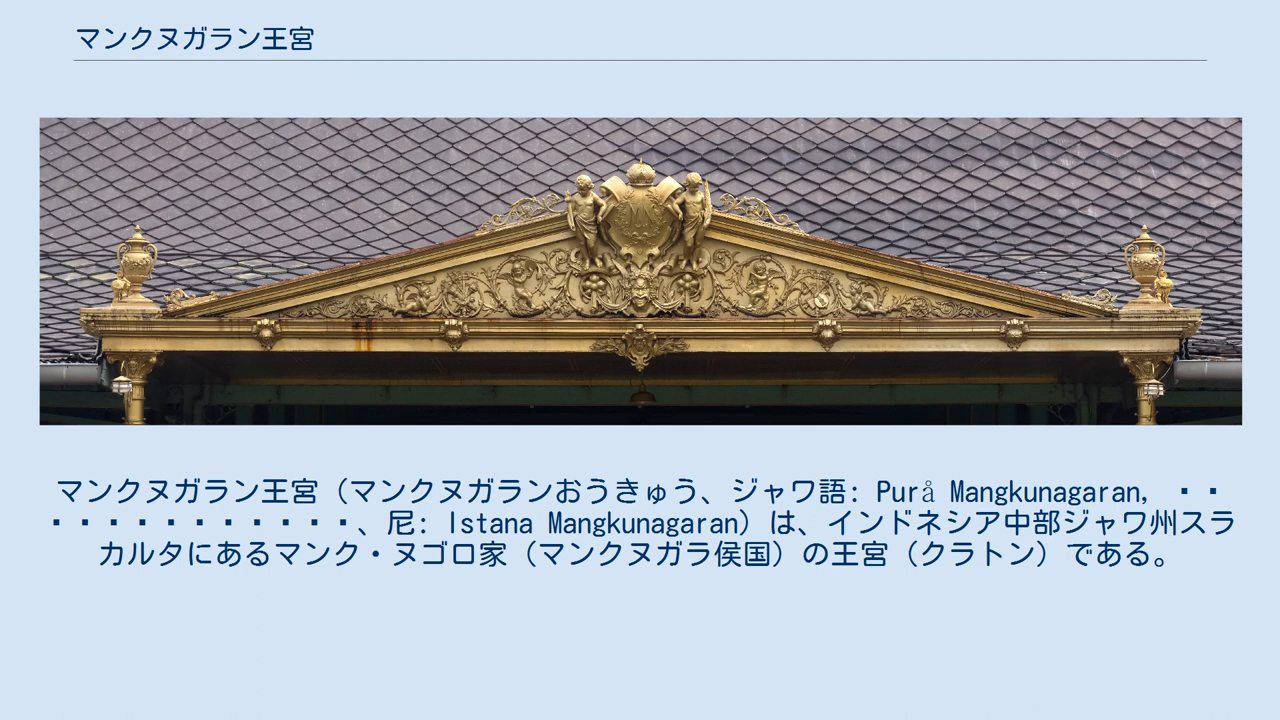 マンクヌガラン王宮
マンクヌガラン王宮（マンクヌガランおうきゅう、ジャワ語: Purå Mangkunagaran,
、尼: Istana Mangkunagaran）は、インドネシア中部ジャワ州スラ
カルタにあるマンク・ヌゴロ家（マンクヌガラ侯国）の王宮（クラトン）である。